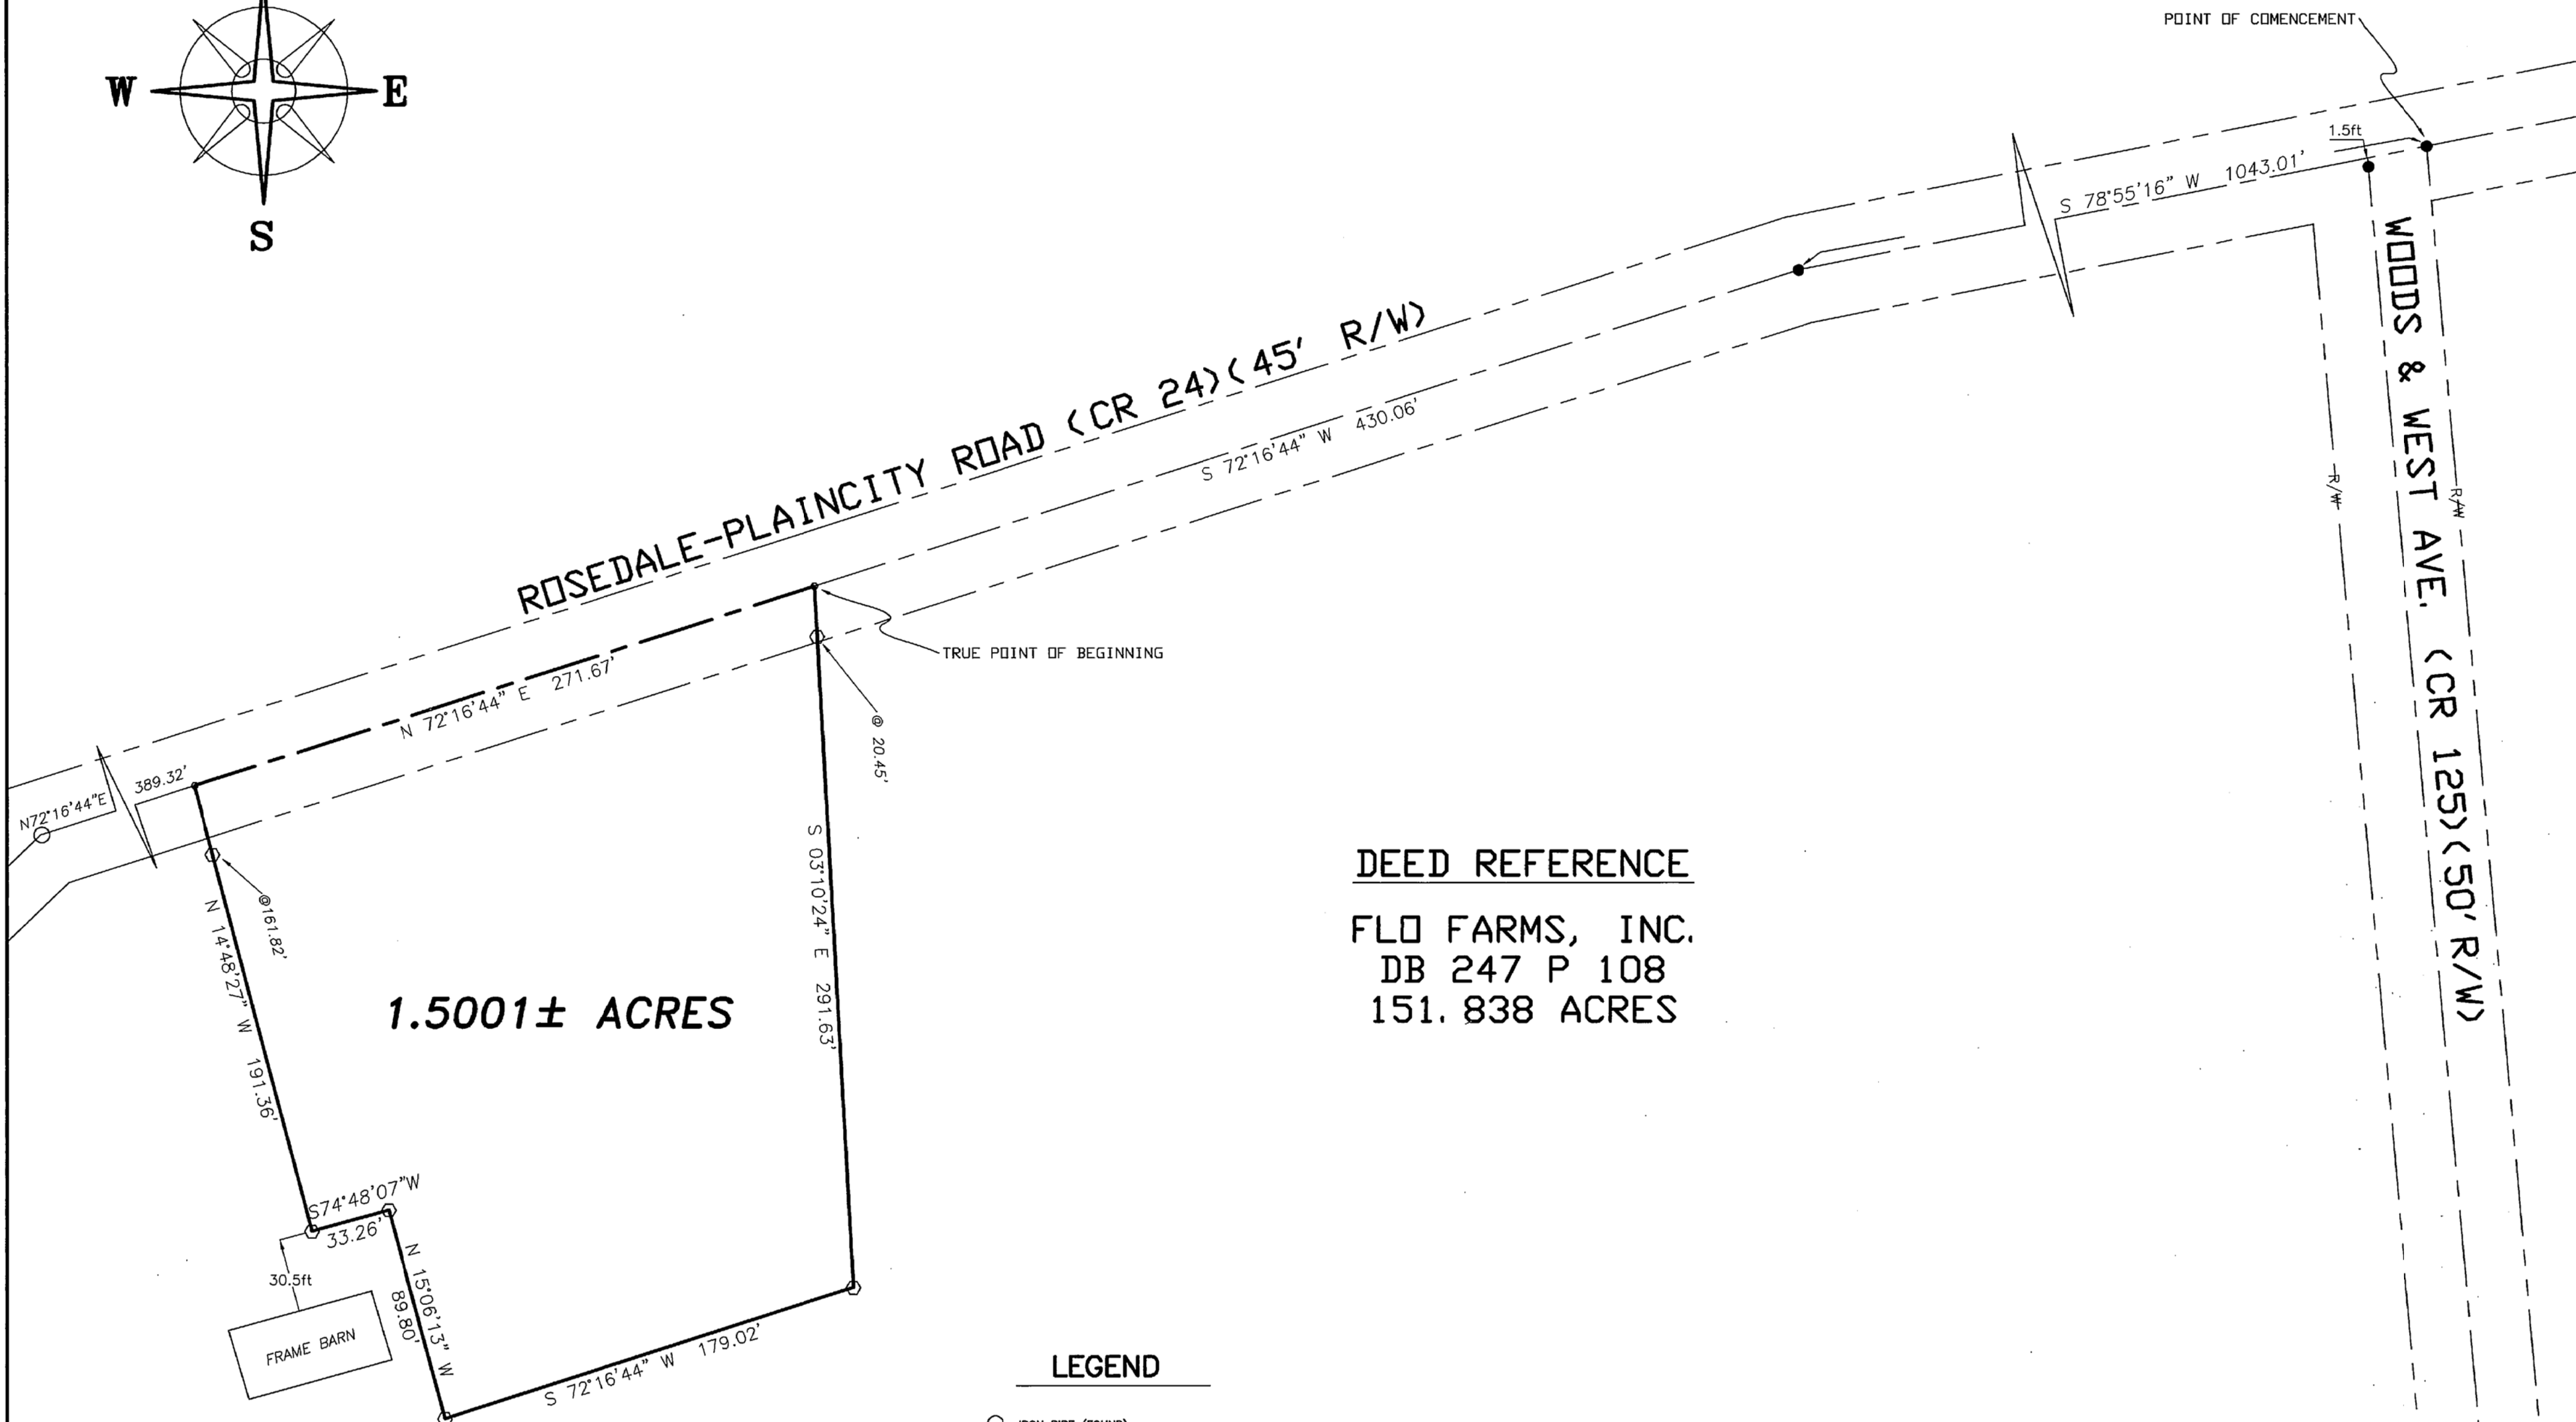 POINT OF COMENCEMENT
W E
S
1.5ft
S 78°55'16" W 1043.01'
WOODS & WEST AVE. (CR 125)(50' R/W)
R/W
R/W
ROSEDALE-PLAINCITY ROAD (CR 24)(45' R/W)
S 72°16'44" W 430.06'
TRUE POINT OF BEGINNING
N 72°16'44" E 271.67'
@ 20.45'
389.32'
N72°16'44"E
@161.82'
N 14°48'27" W 191.36'
S 03°10'24" E 291.63'
1.5001± ACRES
DEED REFERENCE
FLO FARMS, INC.
DB 247 P 108
151.838 ACRES
S74°48'07"W
33.26'
30.5ft
FRAME BARN
N 15°06'13" W
89.80'
S 72°16'44" W 179.02'
LEGEND